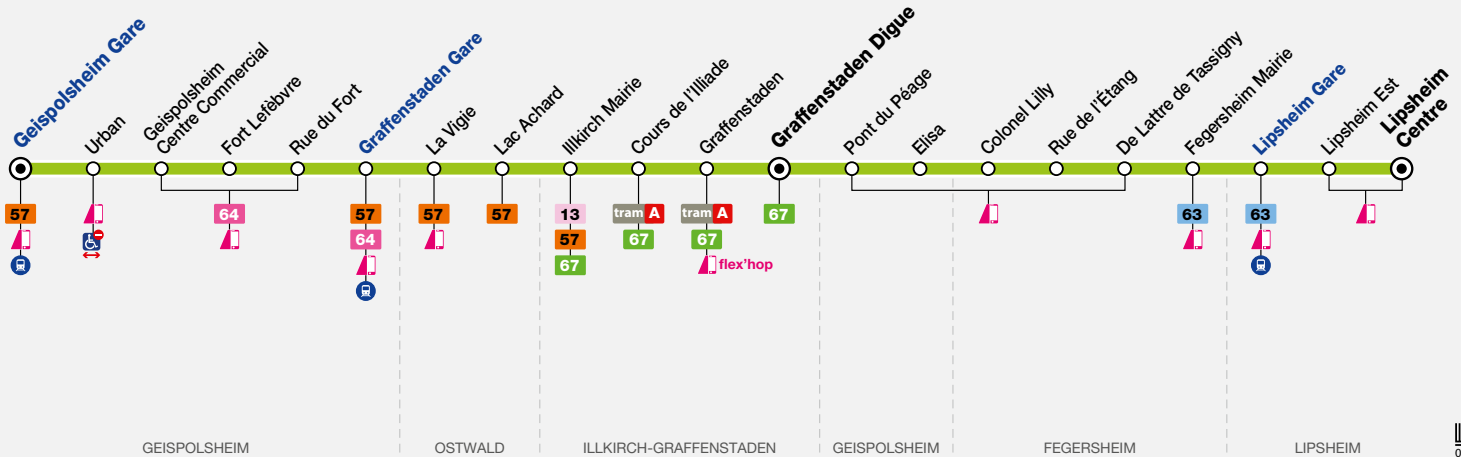 Geispolsheim Gare
Urban
Geispolsheim
Centre Commercial
Fort Lefèbvre
Rue du Fort
Graffenstaden Gare
La Vigie
Lac Achard
Illkirch Mairie
Cours de l'Illiade
Graffenstaden
Graffenstaden Digue
Pont du Péage
Elisa
Colonel Lilly
Rue de l'Étang
De Lattre de Tassigny
Fegersheim Mairie
Lipsheim Gare
Lipsheim Est
Lipsheim
Centre
57
64
57
64
57
57
13
57
67
tram A
67
tram A
67
flex'hop
67
63
63
GEISPOLSHEIM
OSTWALD
ILLKIRCH-GRAFFENSTADEN
GEISPOLSHEIM
FEGERSHEIM
LIPSHEIM